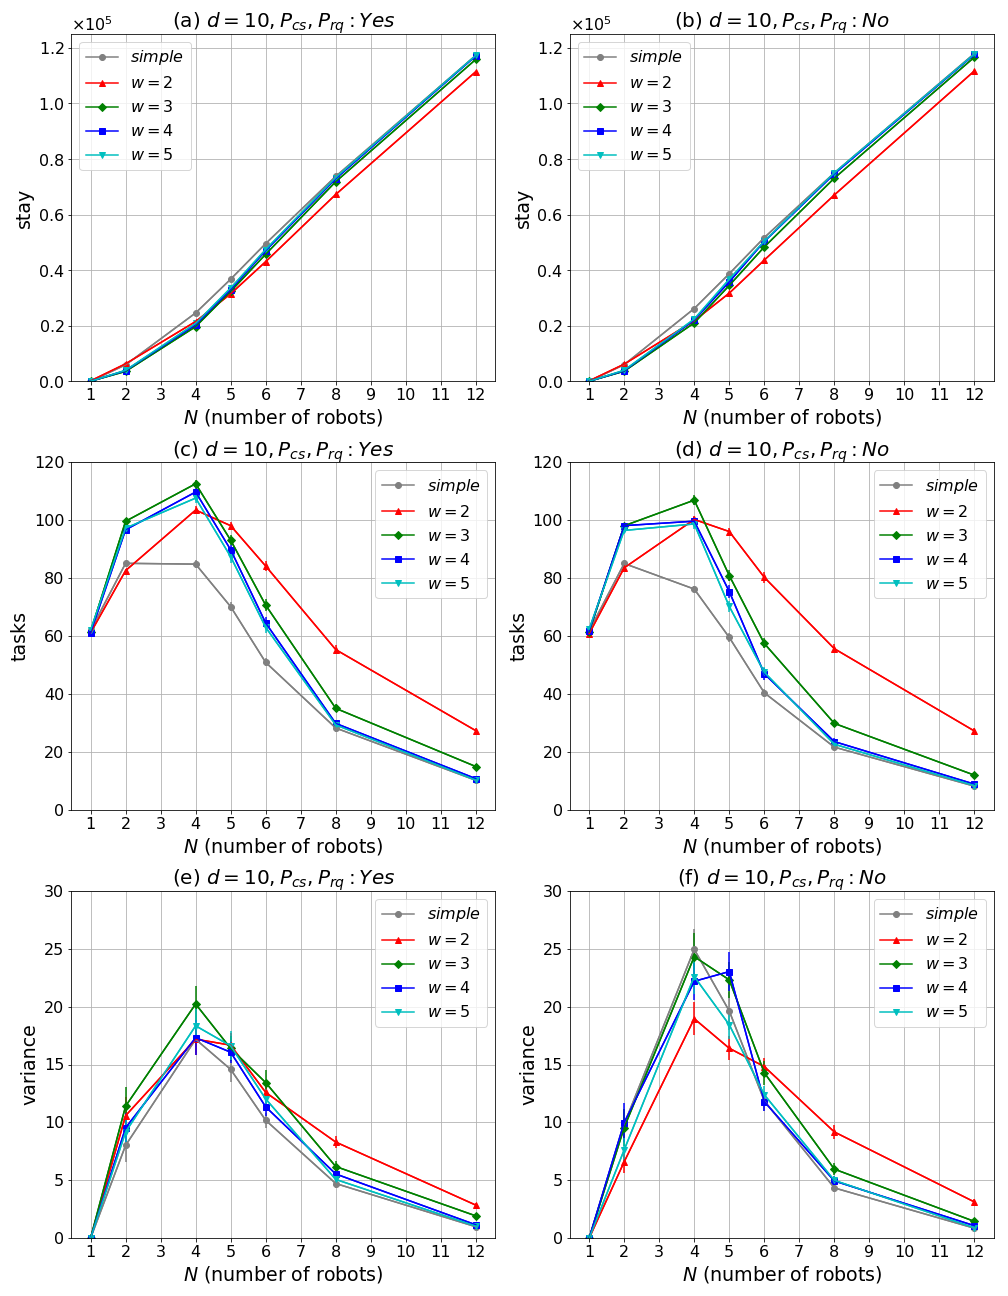 (a) d = 10, P_cs, P_rq : Yes
×10^5
stay
1.2
1.0
0.8
0.6
0.4
0.2
0.0
simple
w = 2
w = 3
w = 4
w = 5
1 2 3 4 5 6 7 8 9 10 11 12
N (number of robots)
(b) d = 10, P_cs, P_rq : No
×10^5
stay
1.2
1.0
0.8
0.6
0.4
0.2
0.0
simple
w = 2
w = 3
w = 4
w = 5
1 2 3 4 5 6 7 8 9 10 11 12
N (number of robots)
(c) d = 10, P_cs, P_rq : Yes
tasks
120
100
80
60
40
20
0
simple
w = 2
w = 3
w = 4
w = 5
1 2 3 4 5 6 7 8 9 10 11 12
N (number of robots)
(d) d = 10, P_cs, P_rq : No
tasks
120
100
80
60
40
20
0
simple
w = 2
w = 3
w = 4
w = 5
1 2 3 4 5 6 7 8 9 10 11 12
N (number of robots)
(e) d = 10, P_cs, P_rq : Yes
variance
30
25
20
15
10
5
0
simple
w = 2
w = 3
w = 4
w = 5
1 2 3 4 5 6 7 8 9 10 11 12
N (number of robots)
(f) d = 10, P_cs, P_rq : No
variance
30
25
20
15
10
5
0
simple
w = 2
w = 3
w = 4
w = 5
1 2 3 4 5 6 7 8 9 10 11 12
N (number of robots)